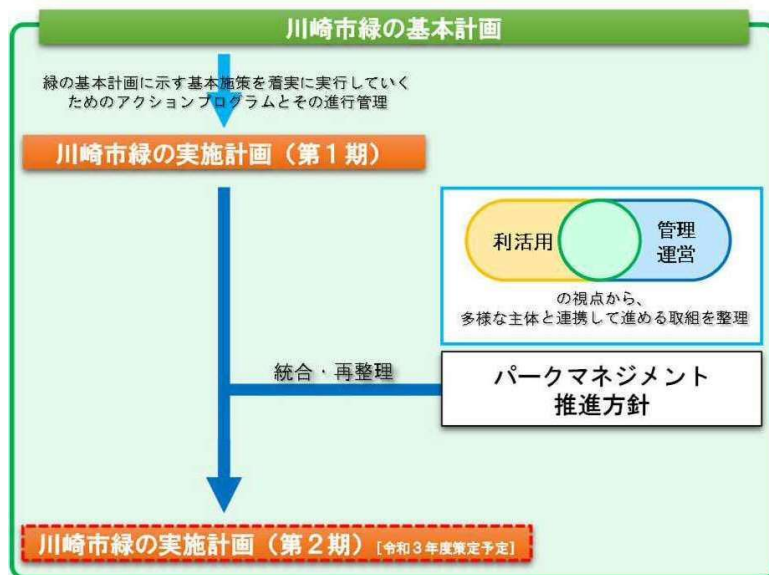 川崎市緑の基本計画
緑の基本計画に示す基本施策を着実に実行していく
ためのアクションプログラムとその進行管理
川崎市緑の実施計画（第１期）
利活用
管理
運営
の視点から、
多様な主体と連携して進める取組を整理
統合・再整理
パークマネジメント
推進方針
川崎市緑の実施計画（第２期）［令和３年度策定予定］